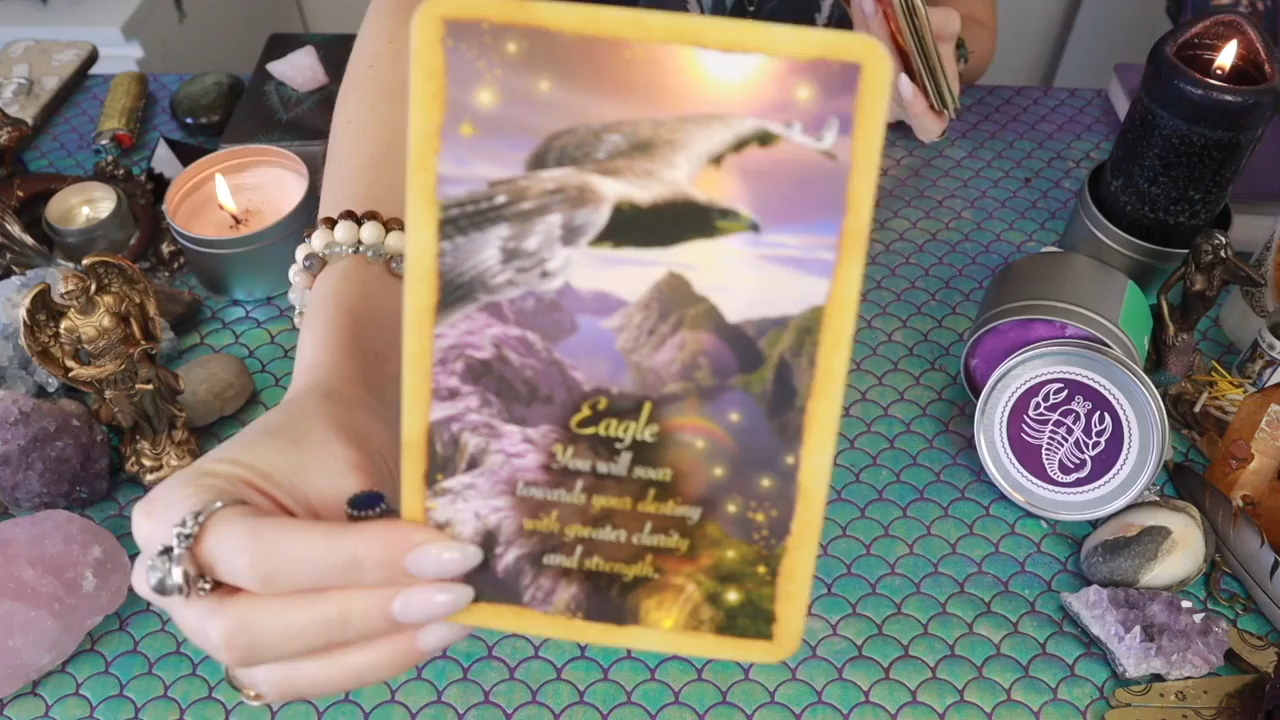 Eagle
You will soar
towards your destiny
with greater clarity
and strength.